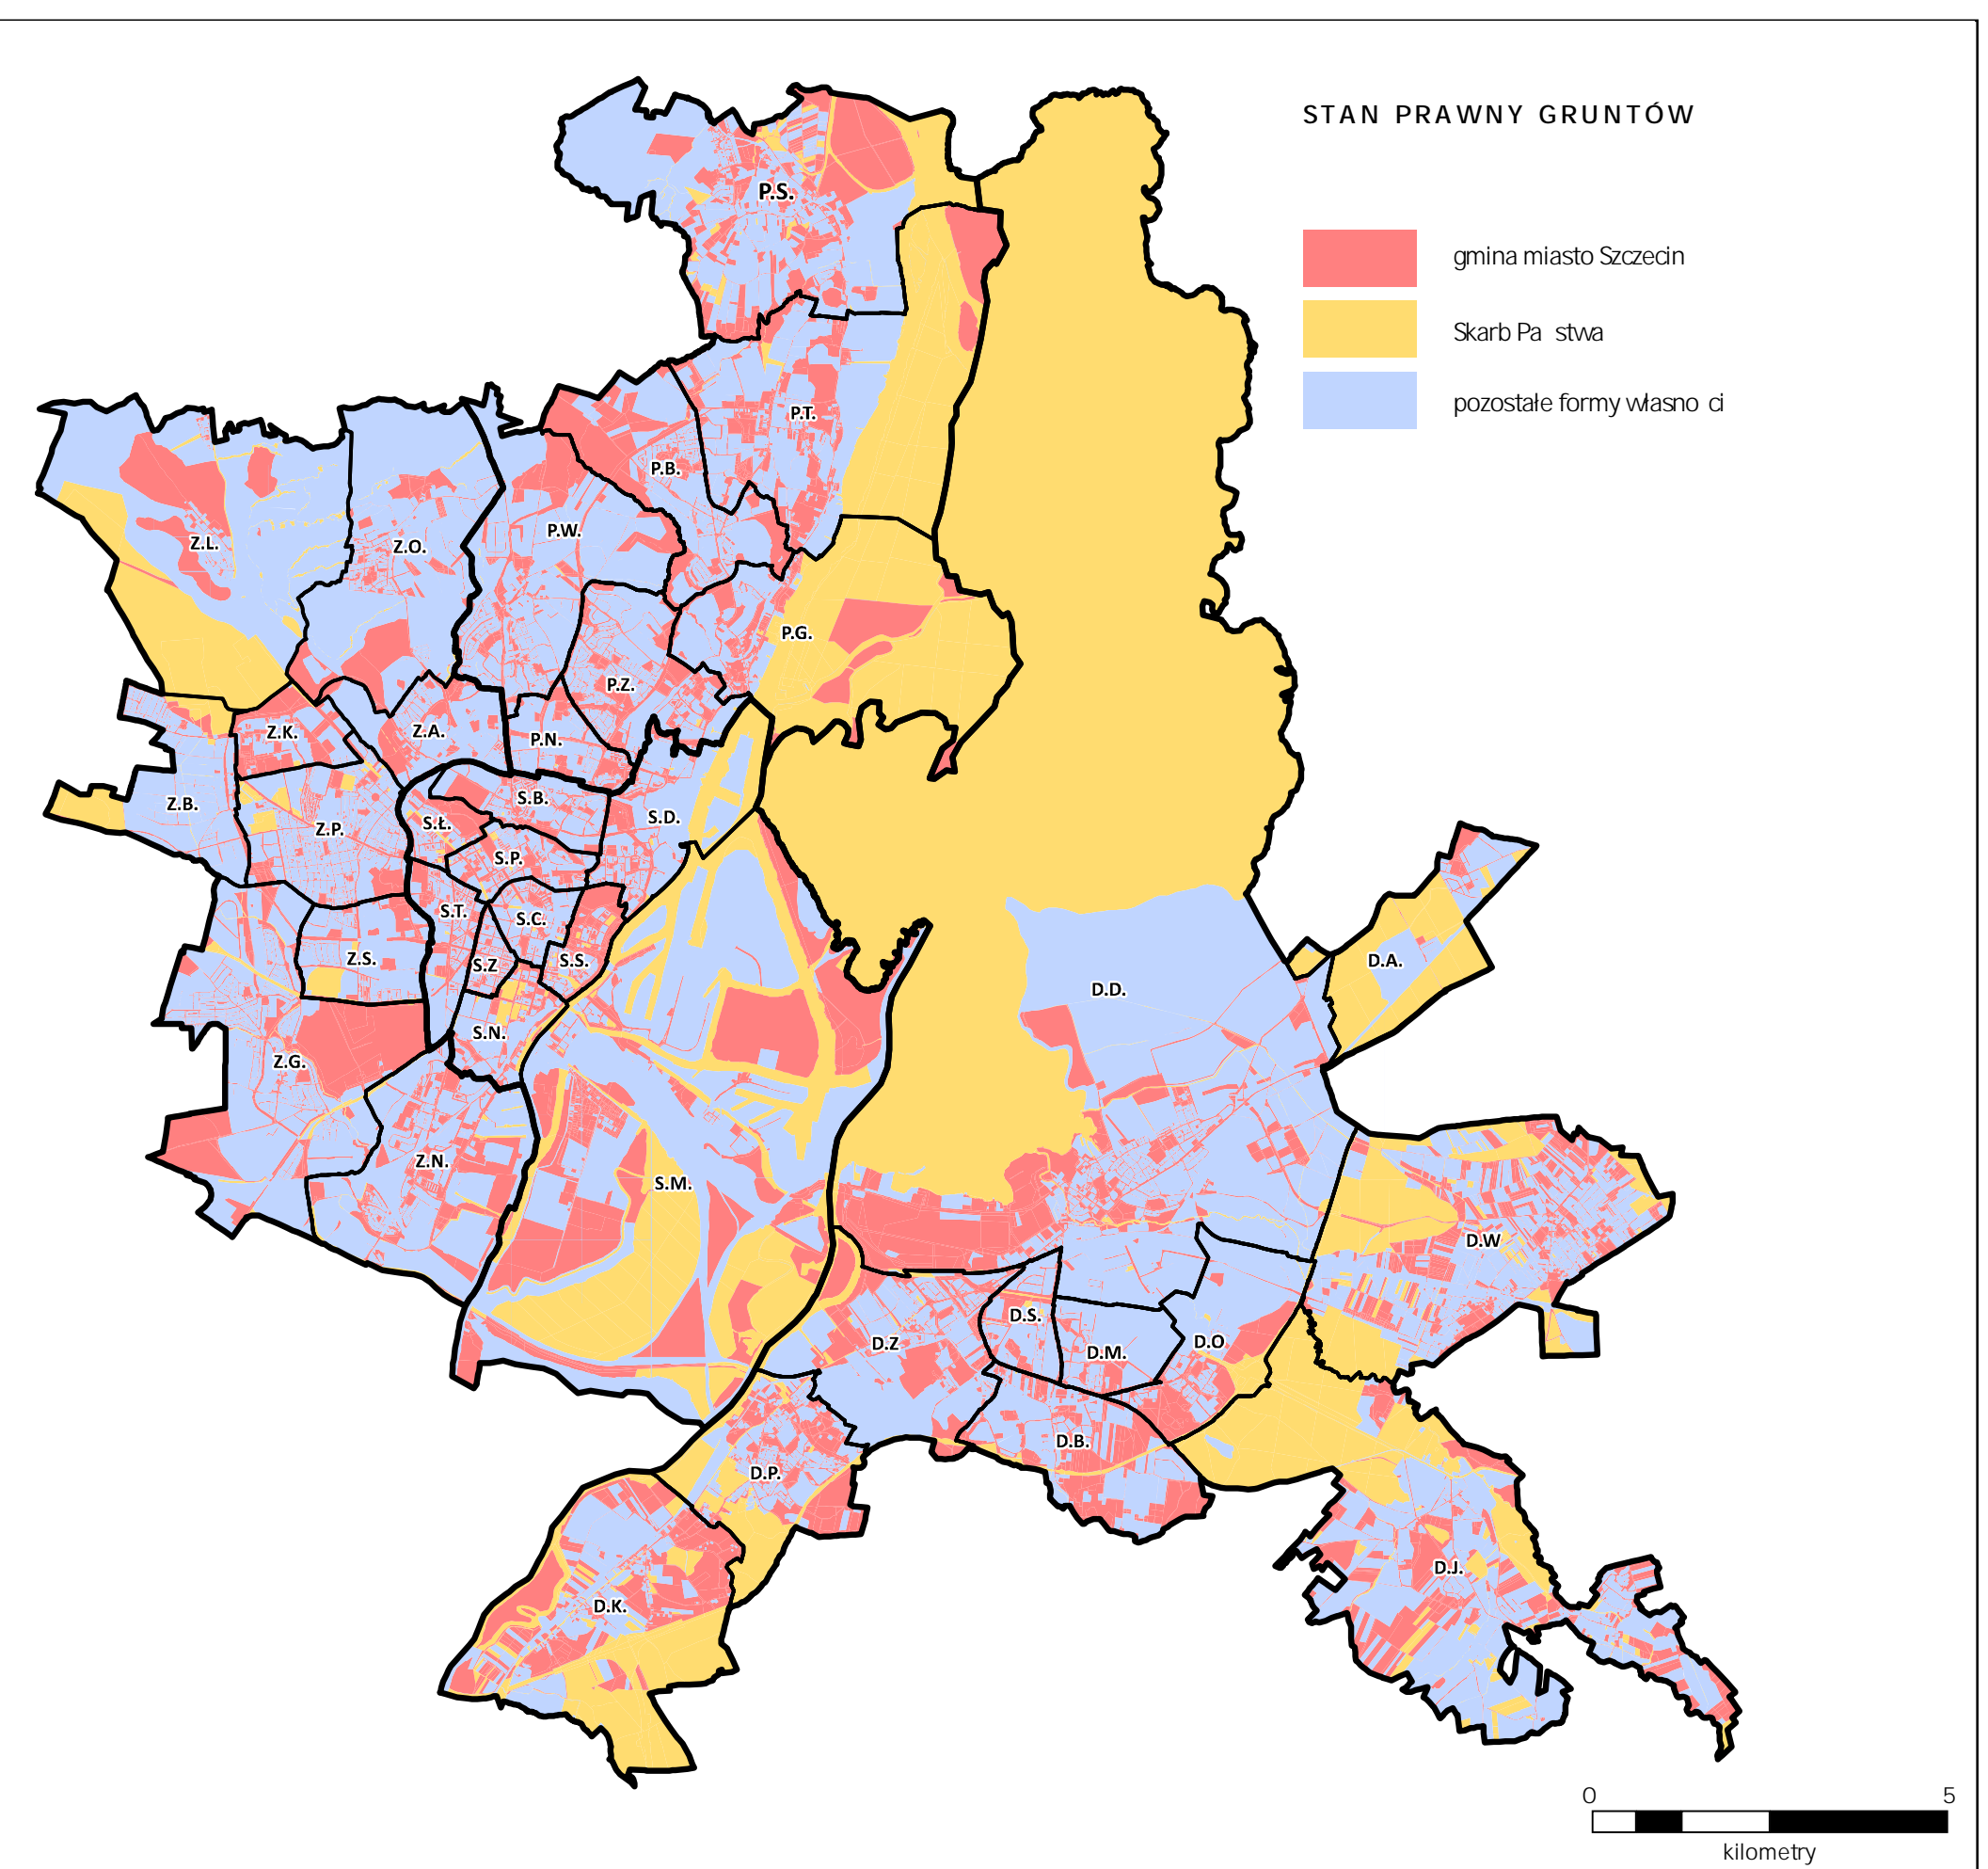 STAN PRAWNY GRUNTÓW
gmina miasto Szczecin
Skarb Pa stwa
pozostałe formy własno ci
P.S.
P.T.
P.B.
P.W.
Z.L.
Z.O.
P.G.
P.Z.
Z.K.
Z.A.
P.N.
Z.B.
S.B.
S.D.
S.Ł.
Z.P.
S.P.
S.T.
S.C.
Z.S.
S.Z
S.S.
D.A.
D.D.
S.N.
Z.G.
Z.N.
S.M.
D.W
D.S.
D.Z
D.M.
D.O
D.B.
D.P.
D.J.
D.K.
0 5
kilometry